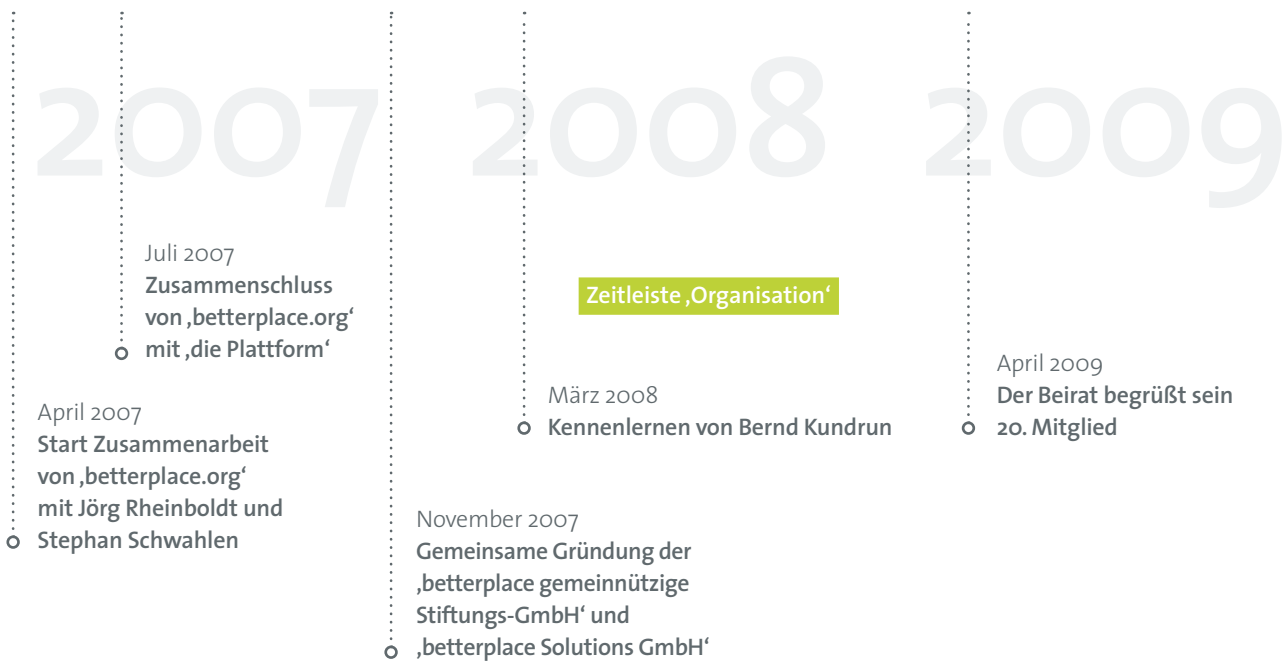 2007
2008
2009
Juli 2007
Zusammenschluss
von ‚betterplace.org‘
mit ‚die Plattform‘
Zeitleiste ‚Organisation‘
April 2007
Start Zusammenarbeit
von ‚betterplace.org‘
mit Jörg Rheinboldt und
Stephan Schwahlen
November 2007
Gemeinsame Gründung der
‚betterplace gemeinnützige
Stiftungs-GmbH‘ und
‚betterplace Solutions GmbH‘
März 2008
Kennenlernen von Bernd Kundrun
April 2009
Der Beirat begrüßt sein
20. Mitglied